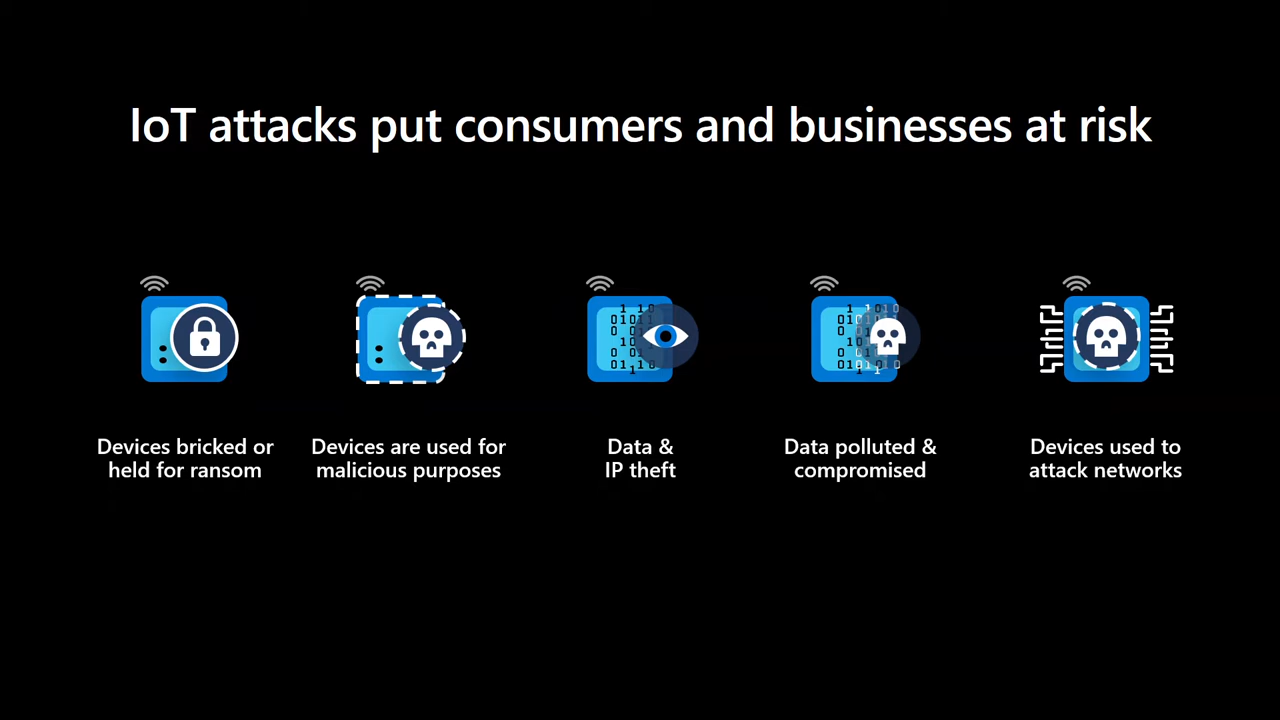 IoT attacks put consumers and businesses at risk
Devices bricked or
held for ransom
Devices are used for
malicious purposes
Data &
IP theft
Data polluted &
compromised
Devices used to
attack networks